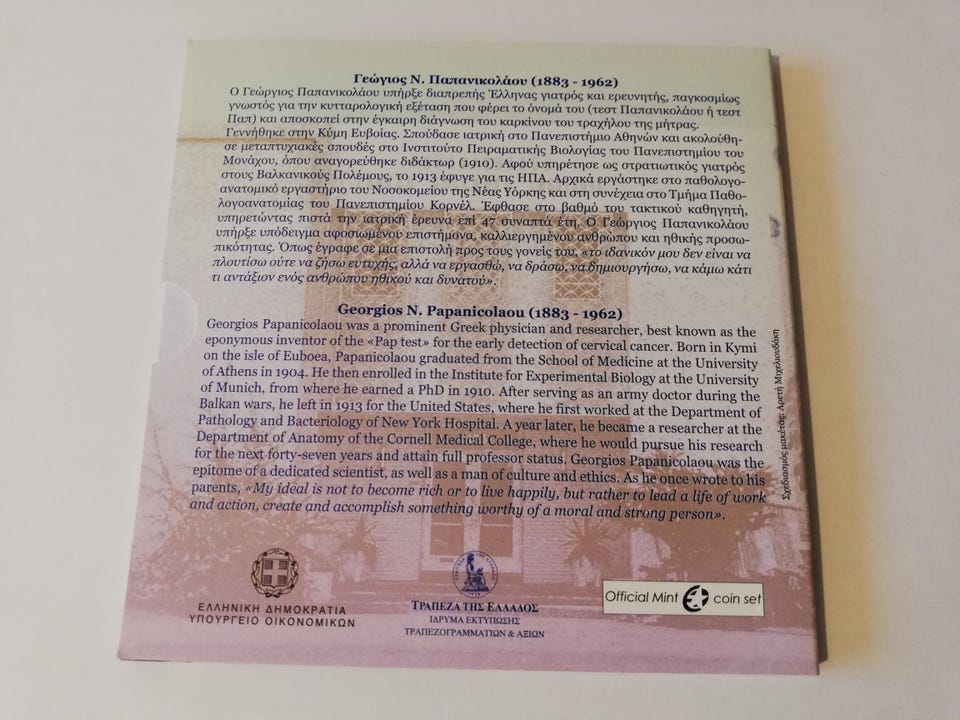 Γεώγιος Ν. Παπανικολάου (1883 - 1962)
Ο Γεώργιος Παπανικολάου υπήρξε διαπρεπής Έλληνας γιατρός και ερευνητής, παγκοσμίως
γνωστός για την κυτταρολογική εξέταση που φέρει το όνομά του (τεστ Παπανικολάου ή τεστ
Παπ) και αποσκοπεί στην έγκαιρη διάγνωση του καρκίνου του τραχήλου της μήτρας.
Γεννήθηκε στην Κύμη Ευβοίας. Σπούδασε ιατρική στο Πανεπιστήμιο Αθηνών και ακολούθη-
σε μεταπτυχιακές σπουδές στο Ινστιτούτο Πειραματικής Βιολογίας του Πανεπιστημίου του
Μονάχου, όπου αναγορεύθηκε διδάκτωρ (1910). Αφού υπηρέτησε ως στρατιωτικός γιατρός
στους Βαλκανικούς Πολέμους, το 1913 έφυγε για τις ΗΠΑ. Αρχικά εργάστηκε στο παθολογο-
ανατομικό εργαστήριο του Νοσοκομείου της Νέας Υόρκης και στη συνέχεια στο Τμήμα Παθο-
λογοανατομίας του Πανεπιστημίου Κορνέλ. Έφθασε στο βαθμό του τακτικού καθηγητή,
υπηρετώντας πιστά την ιατρική έρευνα επί 47 συναπτά έτη. Ο Γεώργιος Παπανικολάου
υπήρξε υπόδειγμα αφοσιωμένου επιστήμονα, καλλιεργημένου ανθρώπου και ηθικής προσω-
πικότητας. Όπως έγραφε σε μια επιστολή προς τους γονείς του, «το ιδανικόν μου δεν είναι να
πλουτίσω ούτε να ζήσω ευτυχής, αλλά να εργασθώ, να δράσω, να δημιουργήσω, να κάμω κάτι
τι αντάξιον ενός ανθρώπου ηθικού και δυνατού».
Georgios N. Papanicolaou (1883 - 1962)
Georgios Papanicolaou was a prominent Greek physician and researcher, best known as the
eponymous inventor of the «Pap test» for the early detection of cervical cancer. Born in Kymi
on the isle of Euboea, Papanicolaou graduated from the School of Medicine at the University
of Athens in 1904. He then enrolled in the Institute for Experimental Biology at the University
of Munich, from where he earned a PhD in 1910. After serving as an army doctor during the
Balkan wars, he left in 1913 for the United States, where he first worked at the Department of
Pathology and Bacteriology of New York Hospital. A year later, he became a researcher at the
Department of Anatomy of the Cornell Medical College, where he would pursue his research
for the next forty-seven years and attain full professor status. Georgios Papanicolaou was the
epitome of a dedicated scientist, as well as a man of culture and ethics. As he once wrote to his
parents, «My ideal is not to become rich or to live happily, but rather to lead a life of work
and action, create and accomplish something worthy of a moral and strong person».
Σχεδιασμός μακέτας: Αρετή Μιχελιουδάκη
ΕΛΛΗΝΙΚΗ ΔΗΜΟΚΡΑΤΙΑ
ΥΠΟΥΡΓΕΙΟ ΟΙΚΟΝΟΜΙΚΩΝ
ΤΡΑΠΕΖΑ ΤΗΣ ΕΛΛΑΔΟΣ
ΙΔΡΥΜΑ ΕΚΤΥΠΩΣΗΣ
ΤΡΑΠΕΖΟΓΡΑΜΜΑΤΙΩΝ & ΑΞΙΩΝ
Official Mint coin set